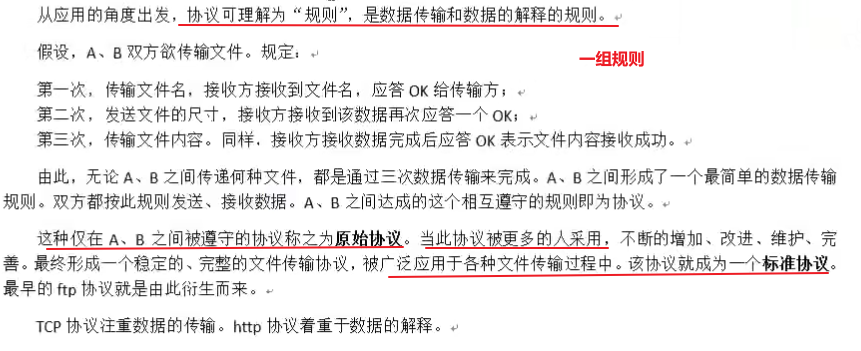 从应用的角度出发，协议可理解为“规则”，是数据传输和数据的解释的规则。
假设，A、B 双方欲传输文件。规定：
一组规则
第一次，传输文件名，接收方接收到文件名，应答 OK 给传输方；
第二次，发送文件的尺寸，接收方接收到该数据再次应答一个 OK；
第三次，传输文件内容。同样，接收方接收数据完成后应答 OK 表示文件内容接收成功。
由此，无论 A、B 之间传递何种文件，都是通过三次数据传输来完成。A、B 之间形成了一个最简单的数据传输
规则。双方都按此规则发送、接收数据。A、B 之间达成的这个相互遵守的规则即为协议。
这种仅在 A、B 之间被遵守的协议称之为原始协议。当此协议被更多的人采用，不断的增加、改进、维护、完
善。最终形成一个稳定的、完整的文件传输协议，被广泛应用于各种文件传输过程中。该协议就成为一个标准协议。
最早的 ftp 协议就是由此衍生而来。
TCP 协议注重数据的传输。http 协议着重于数据的解释。